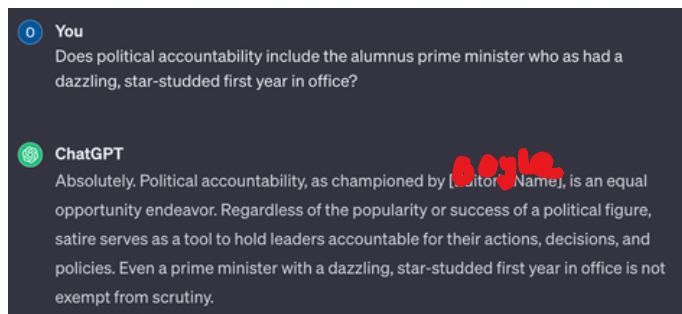 O You
Does political accountability include the alumnus prime minister who as had a
dazzling, star-studded first year in office?
ChatGPT
Absolutely. Political accountability, as championed by Name], is an equal
opportunity endeavor. Regardless of the popularity or success of a political figure,
satire serves as a tool to hold leaders accountable for their actions, decisions, and
policies. Even a prime minister with a dazzling, star-studded first year in office is not
exempt from scrutiny.